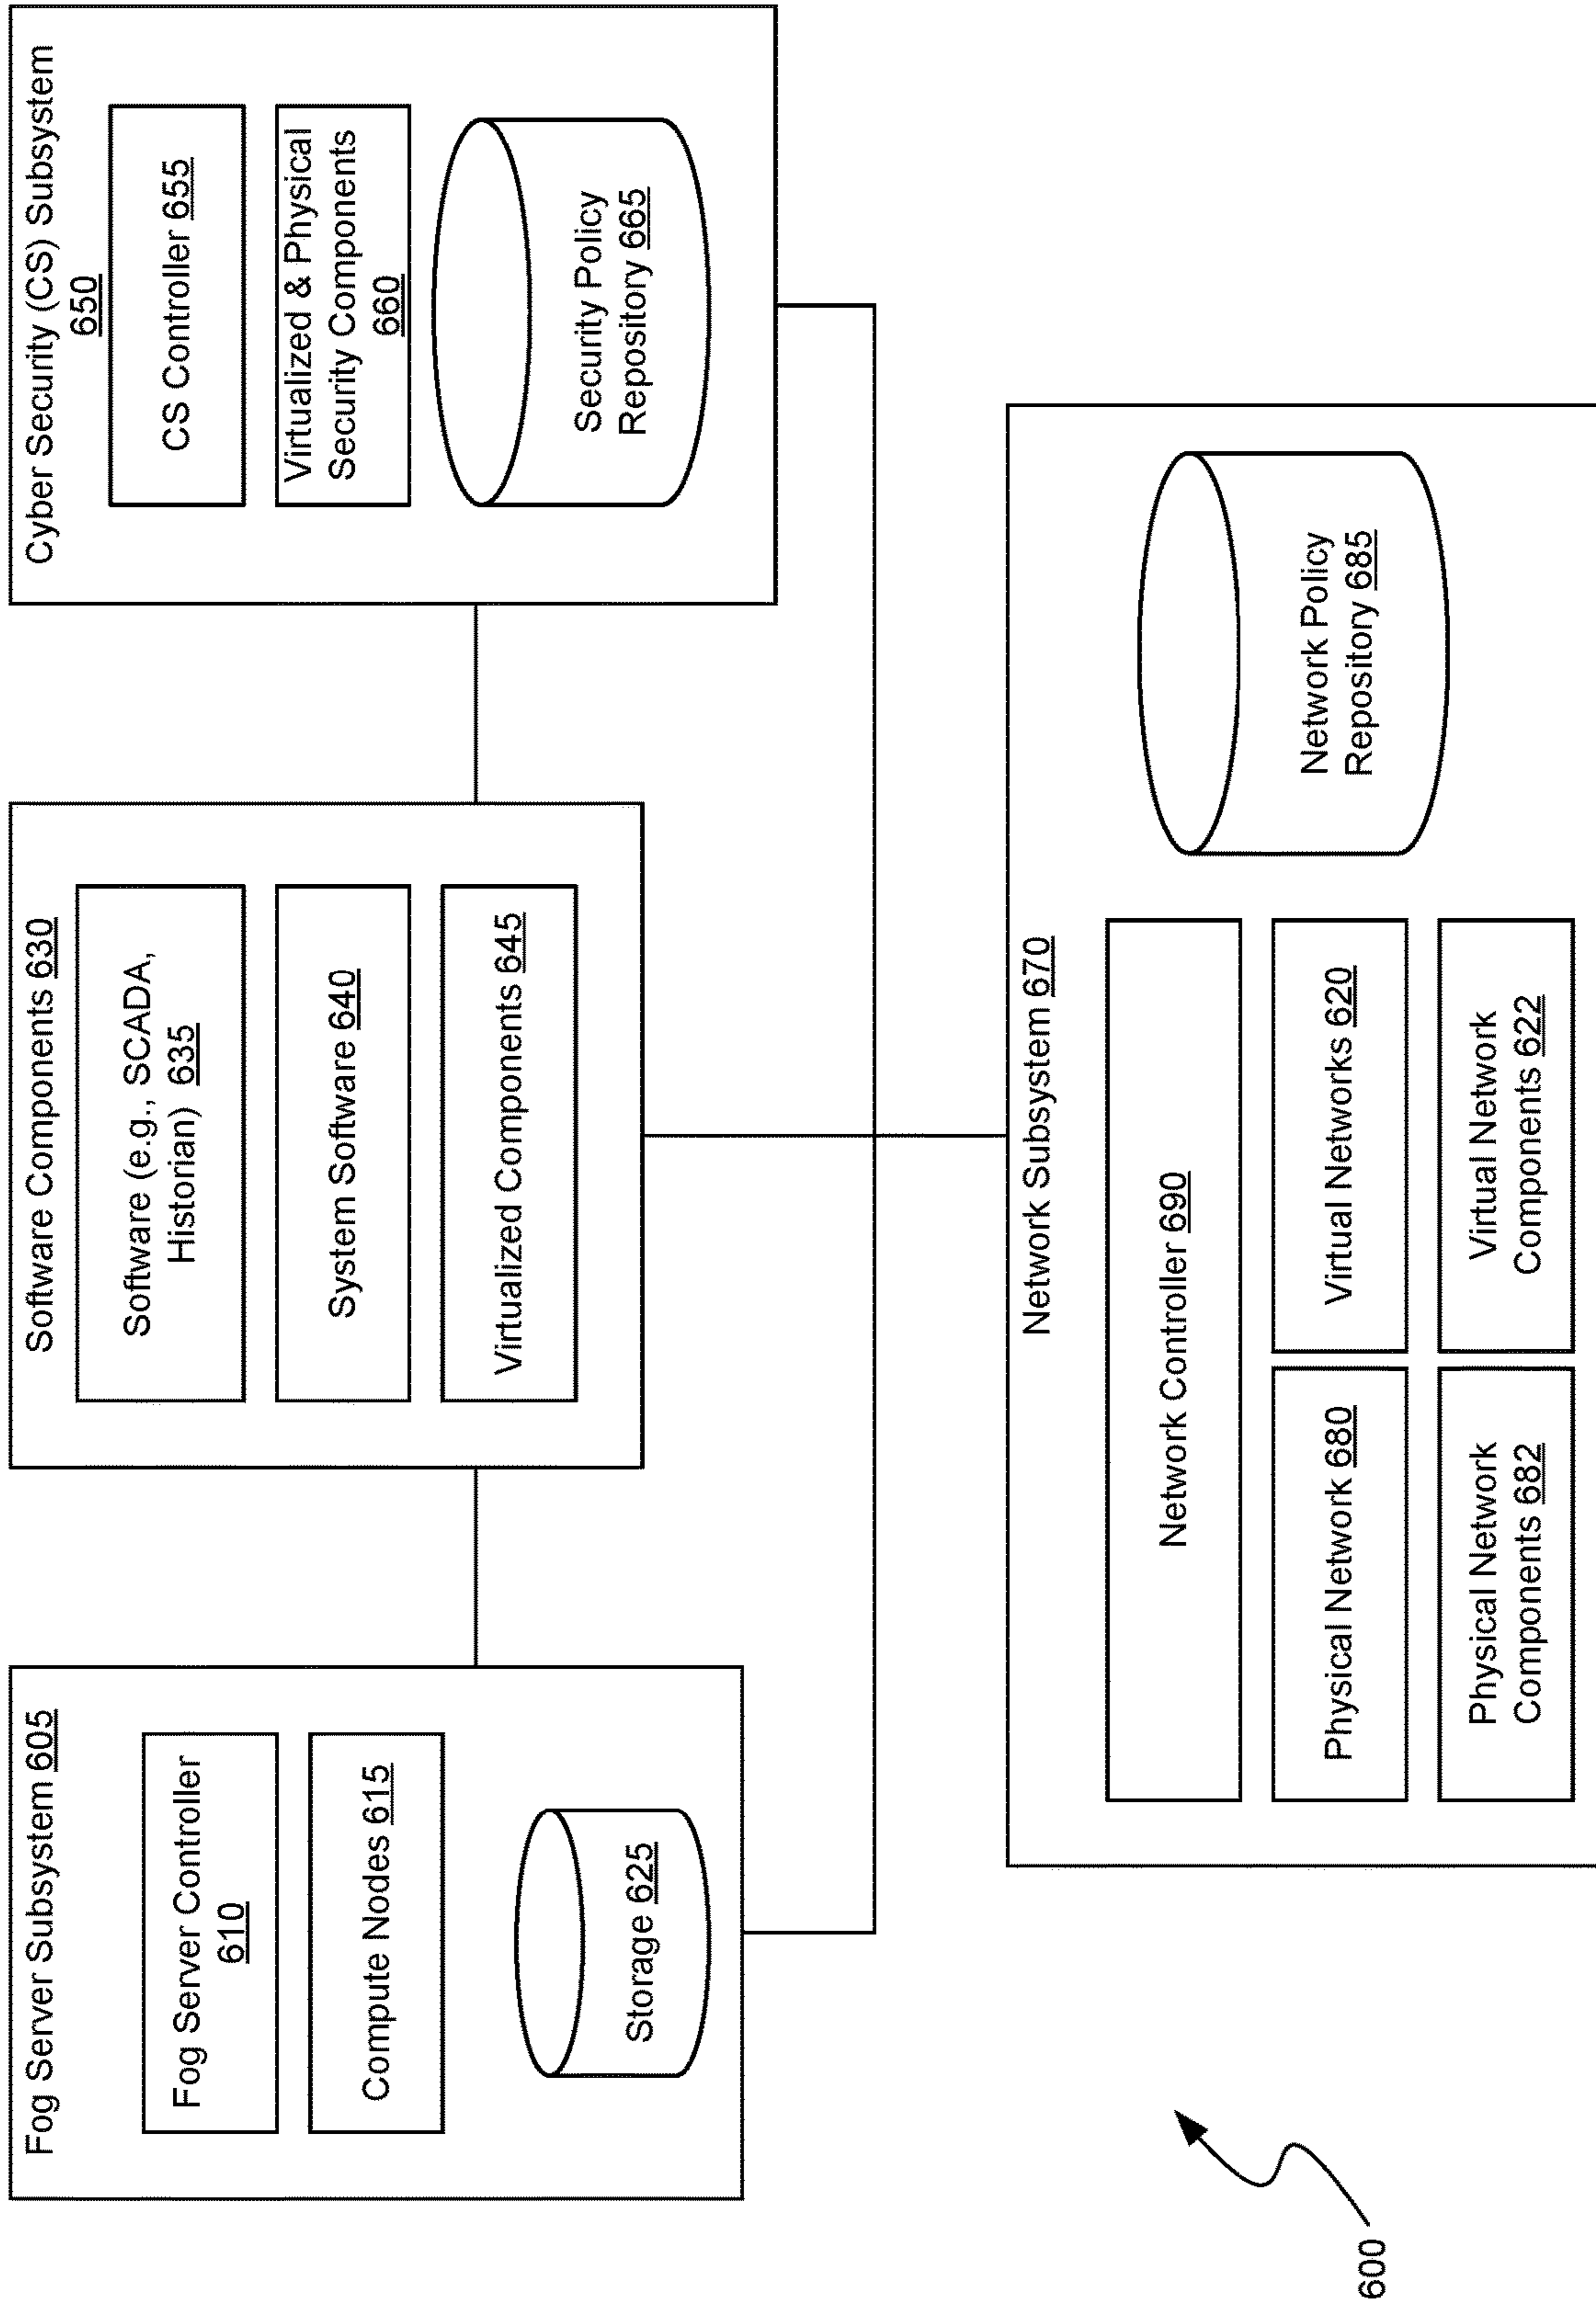 Fog Server Subsystem 605
Fog Server Controller
610
Compute Nodes 615
Storage 625
Software Components 630
Software (e.g., SCADA,
Historian) 635
System Software 640
Virtualized Components 645
Cyber Security (CS) Subsystem
650
CS Controller 655
Virtualized & Physical
Security Components
660
Security Policy
Repository 665
Network Subsystem 670
Network Controller 690
Physical Network 680
Virtual Networks 620
Physical Network
Components 682
Virtual Network
Components 622
Network Policy
Repository 685
600